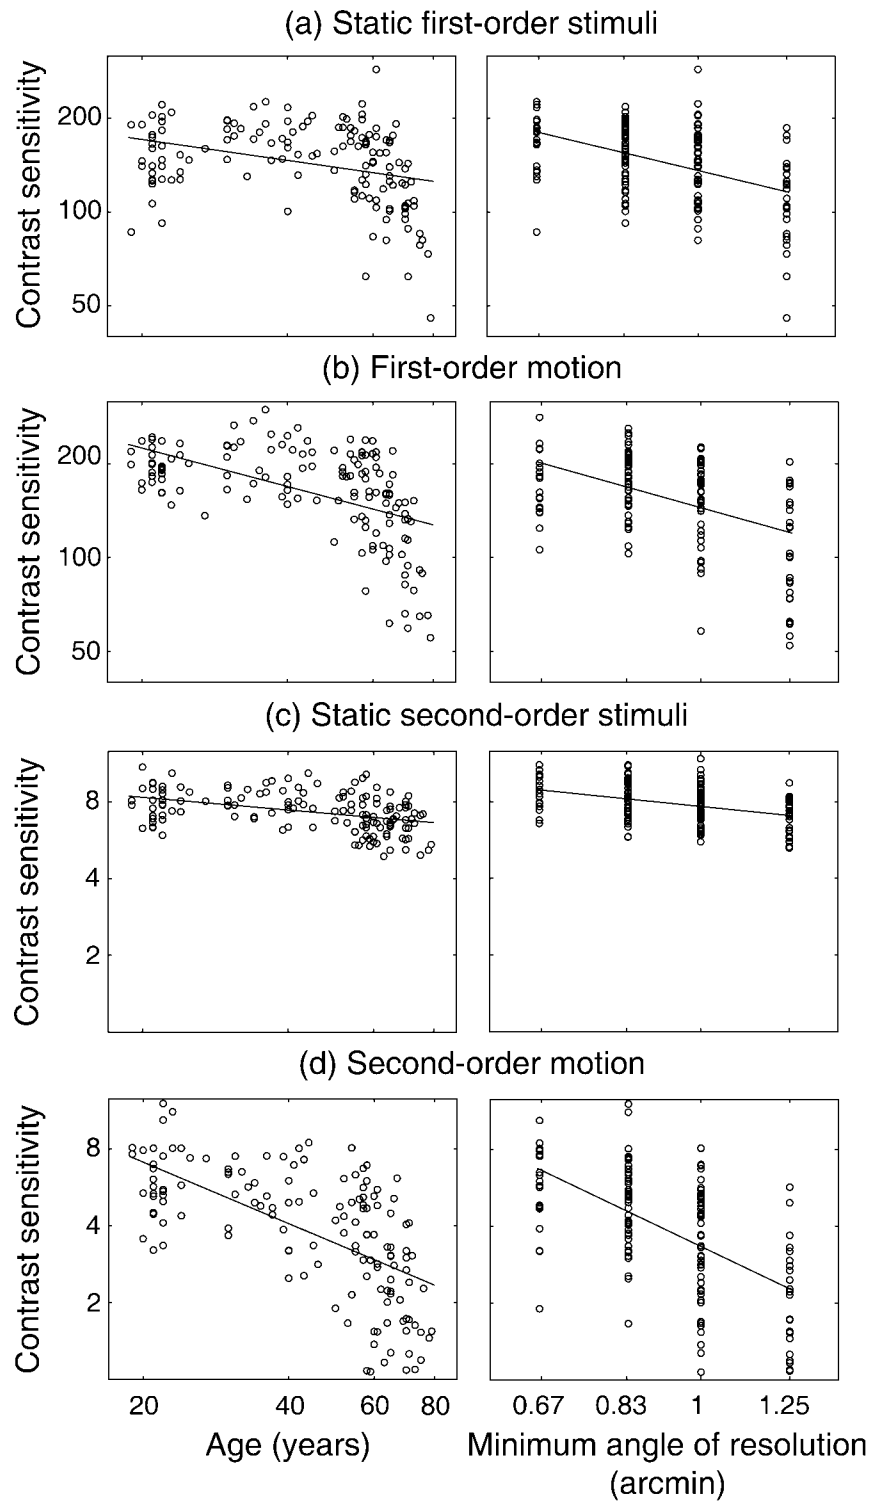 (a) Static first-order stimuli
Contrast sensitivity
200
100
50
(b) First-order motion
Contrast sensitivity
200
100
50
(c) Static second-order stimuli
Contrast sensitivity
8
4
2
(d) Second-order motion
Contrast sensitivity
8
4
2
20 40 60 80 0.67 0.83 1 1.25
Age (years) Minimum angle of resolution
(arcmin)